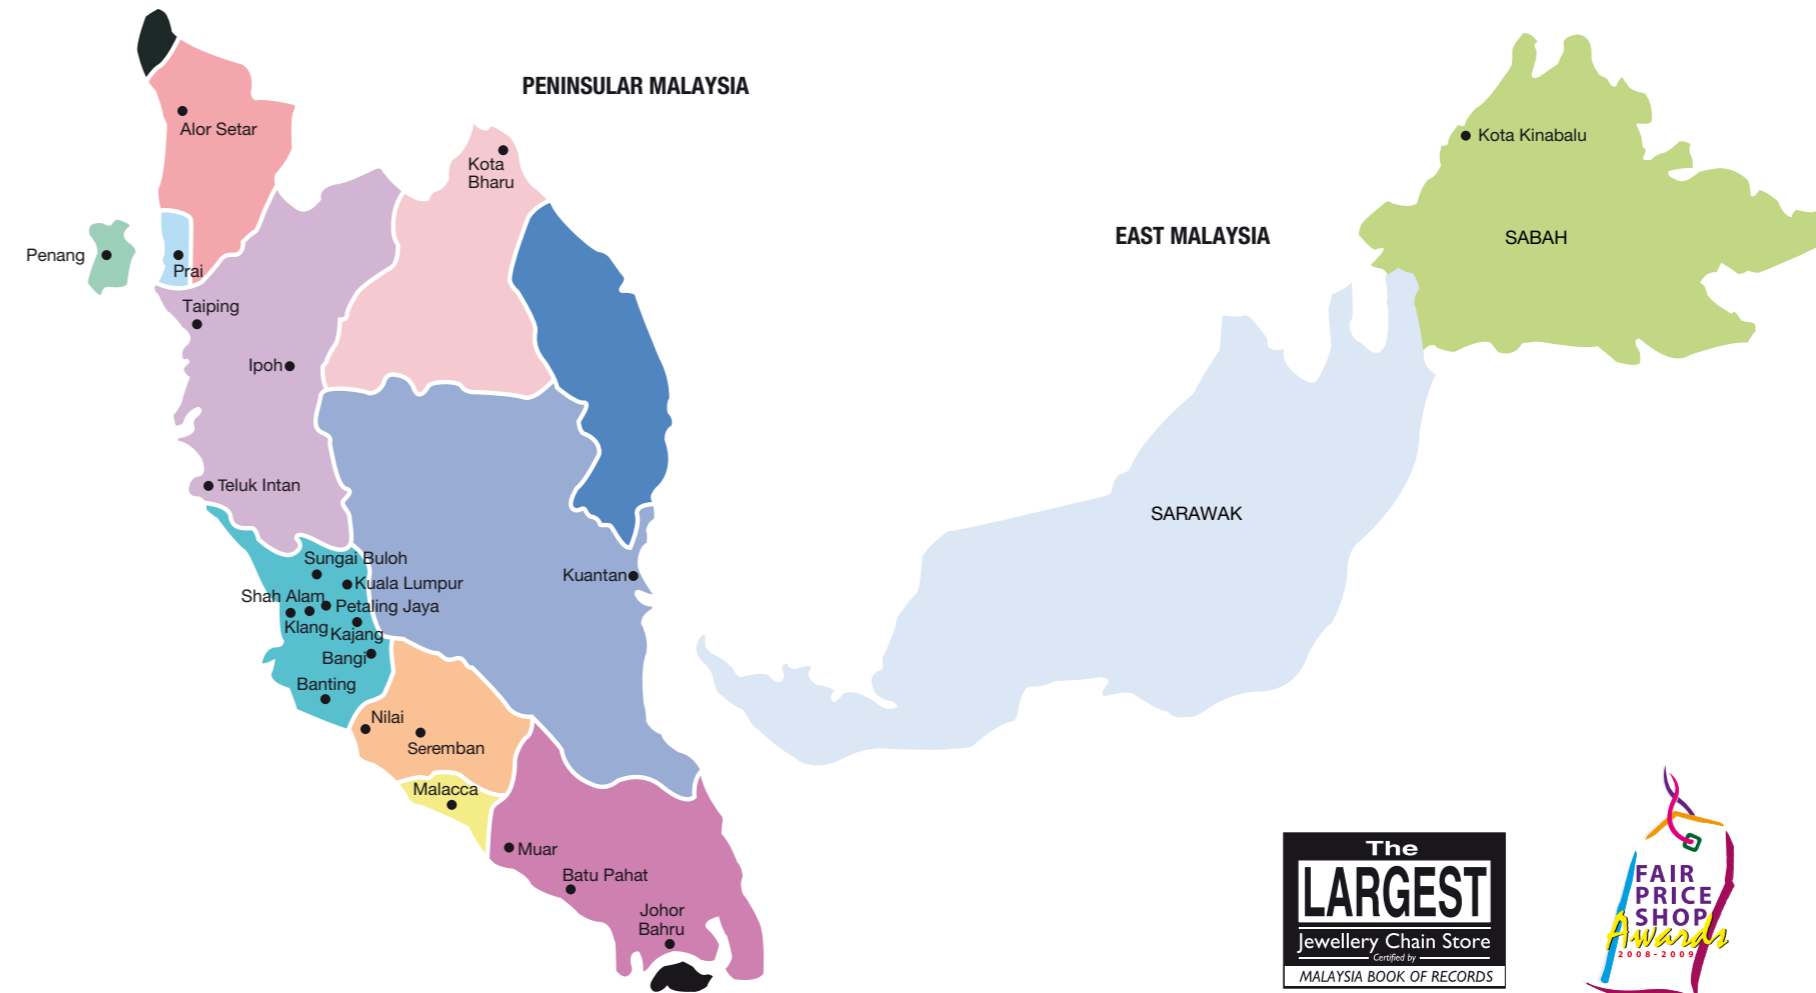 PENINSULAR MALAYSIA
Alor Setar
Kota
Bharu
Kota Kinabalu
EAST MALAYSIA
SABAH
Penang
Prai
Taiping
Ipoh
Teluk Intan
SARAWAK
Sungai Buloh
Kuantan
Kuala Lumpur
Shah Alam
Petaling Jaya
Klang
Kajang
Bangi
Banting
Nilai
Seremban
Malacca
Muar
Batu Pahat
Johor
Bahru
The
LARGEST
Jewellery Chain Store
Certified by
MALAYSIA BOOK OF RECORDS
FAIR
PRICE
SHOP
Awards
2008-2009